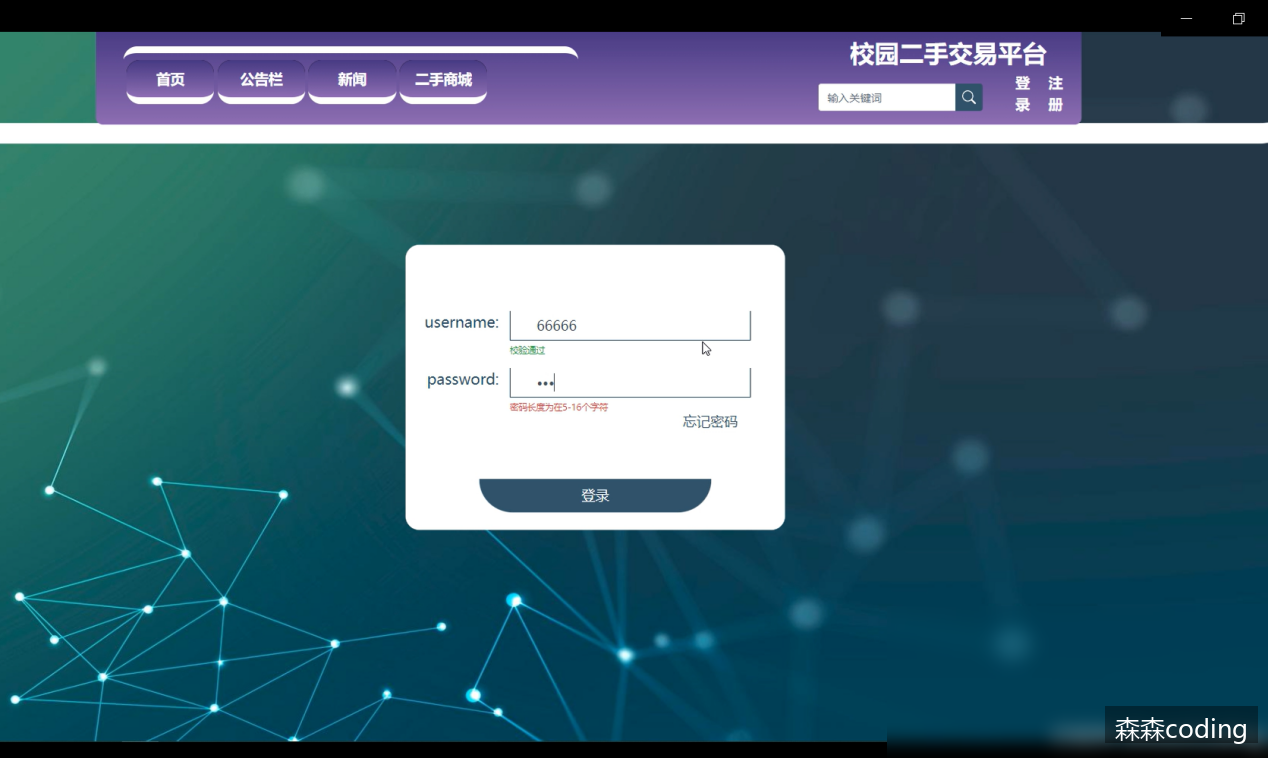 校园二手交易平台
首页 公告栏 新闻 二手商城
输入关键词
登录 注册
username: 66666
校验通过
password: •••
密码长度为在5-16个字符
忘记密码
登录
森森coding